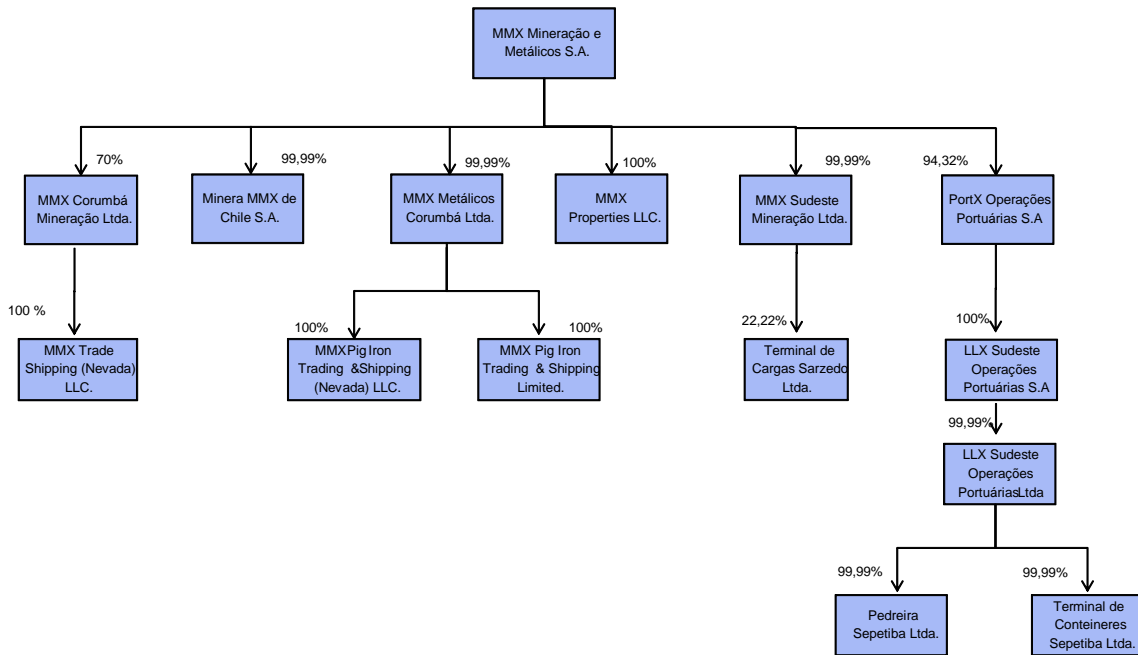 MMX Mineração e
Metálicos S.A.
70%
99,99%
99,99%
100%
99,99%
94,32%
MMX Corumbá
Mineração Ltda.
Minera MMX de
Chile S.A.
MMX Metálicos
Corumbá Ltda.
MMX
Properties LLC.
MMX Sudeste
Mineração Ltda.
PortX Operações
Portuárias S.A
100 %
100%
100%
22,22%
100%
MMX Trade
Shipping (Nevada)
LLC.
MMXPig Iron
Trading &Shipping
(Nevada) LLC.
MMX Pig Iron
Trading & Shipping
Limited.
Terminal de
Cargas Sarzedo
Ltda.
LLX Sudeste
Operações
Portuárias S.A
99,99%
LLX Sudeste
Operações
PortuáriasLtda
99,99%
99,99%
Pedreira
Sepetiba Ltda.
Terminal de
Conteineres
Sepetiba Ltda.